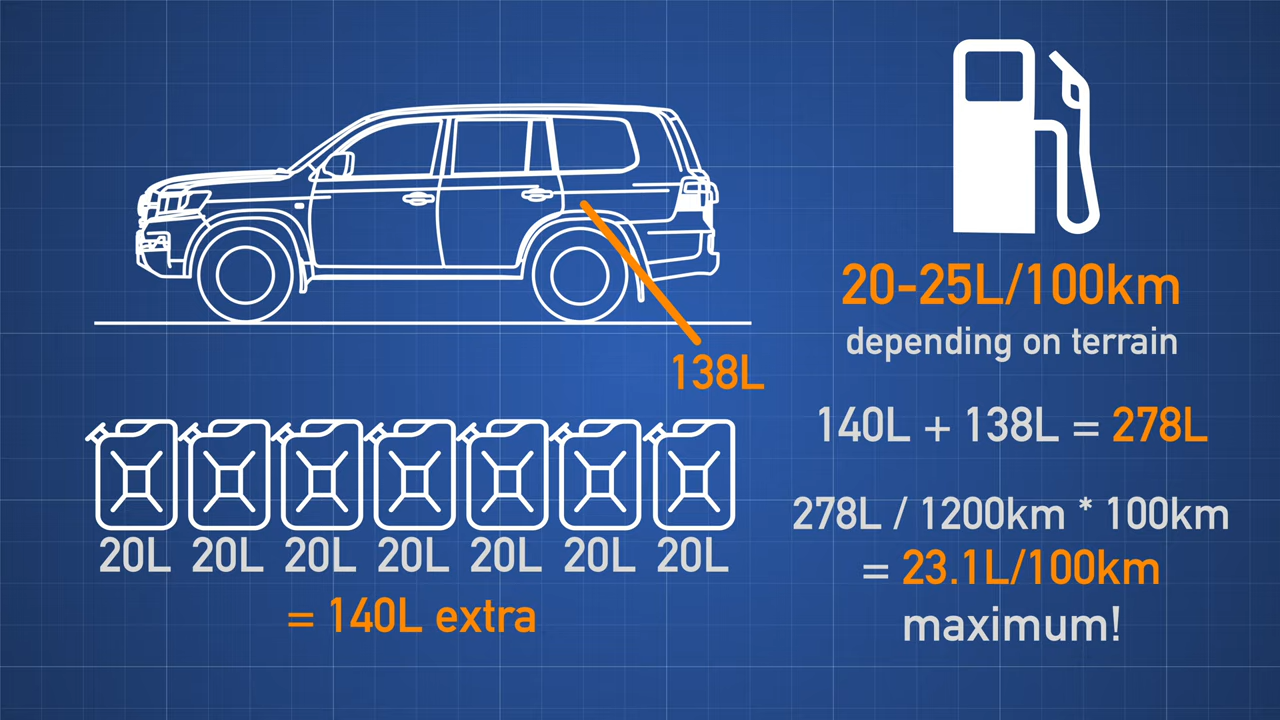 138L
20L 20L 20L 20L 20L 20L 20L
= 140L extra
20-25L/100km
depending on terrain
140L + 138L = 278L
278L / 1200km * 100km
= 23.1L/100km
maximum!